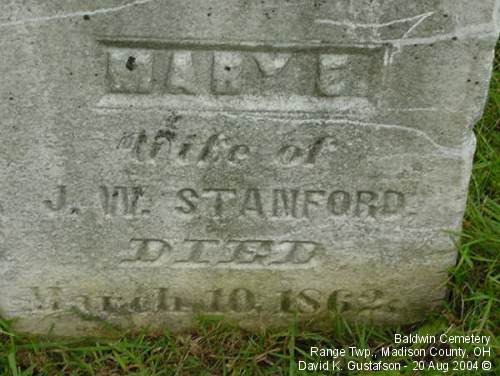 MARY E.
Wife of
J. W. STANFORD,
DIED
March 10, 1862.
Baldwin Cemetery
Range Twp., Madison County, OH
David K. Gustafson - 20 Aug 2004 ©